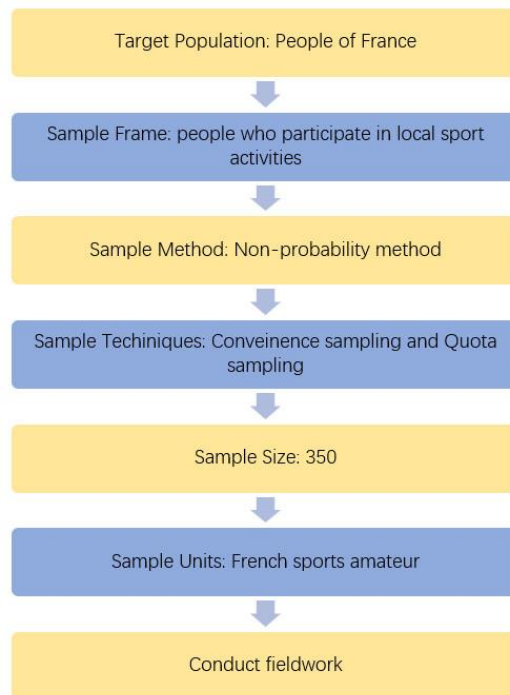 Target Population: People of France
Sample Frame: people who participate in local sport
activities
Sample Method: Non-probability method
Sample Techiniques: Conveinence sampling and Quota
sampling
Sample Size: 350
Sample Units: French sports amateur
Conduct fieldwork